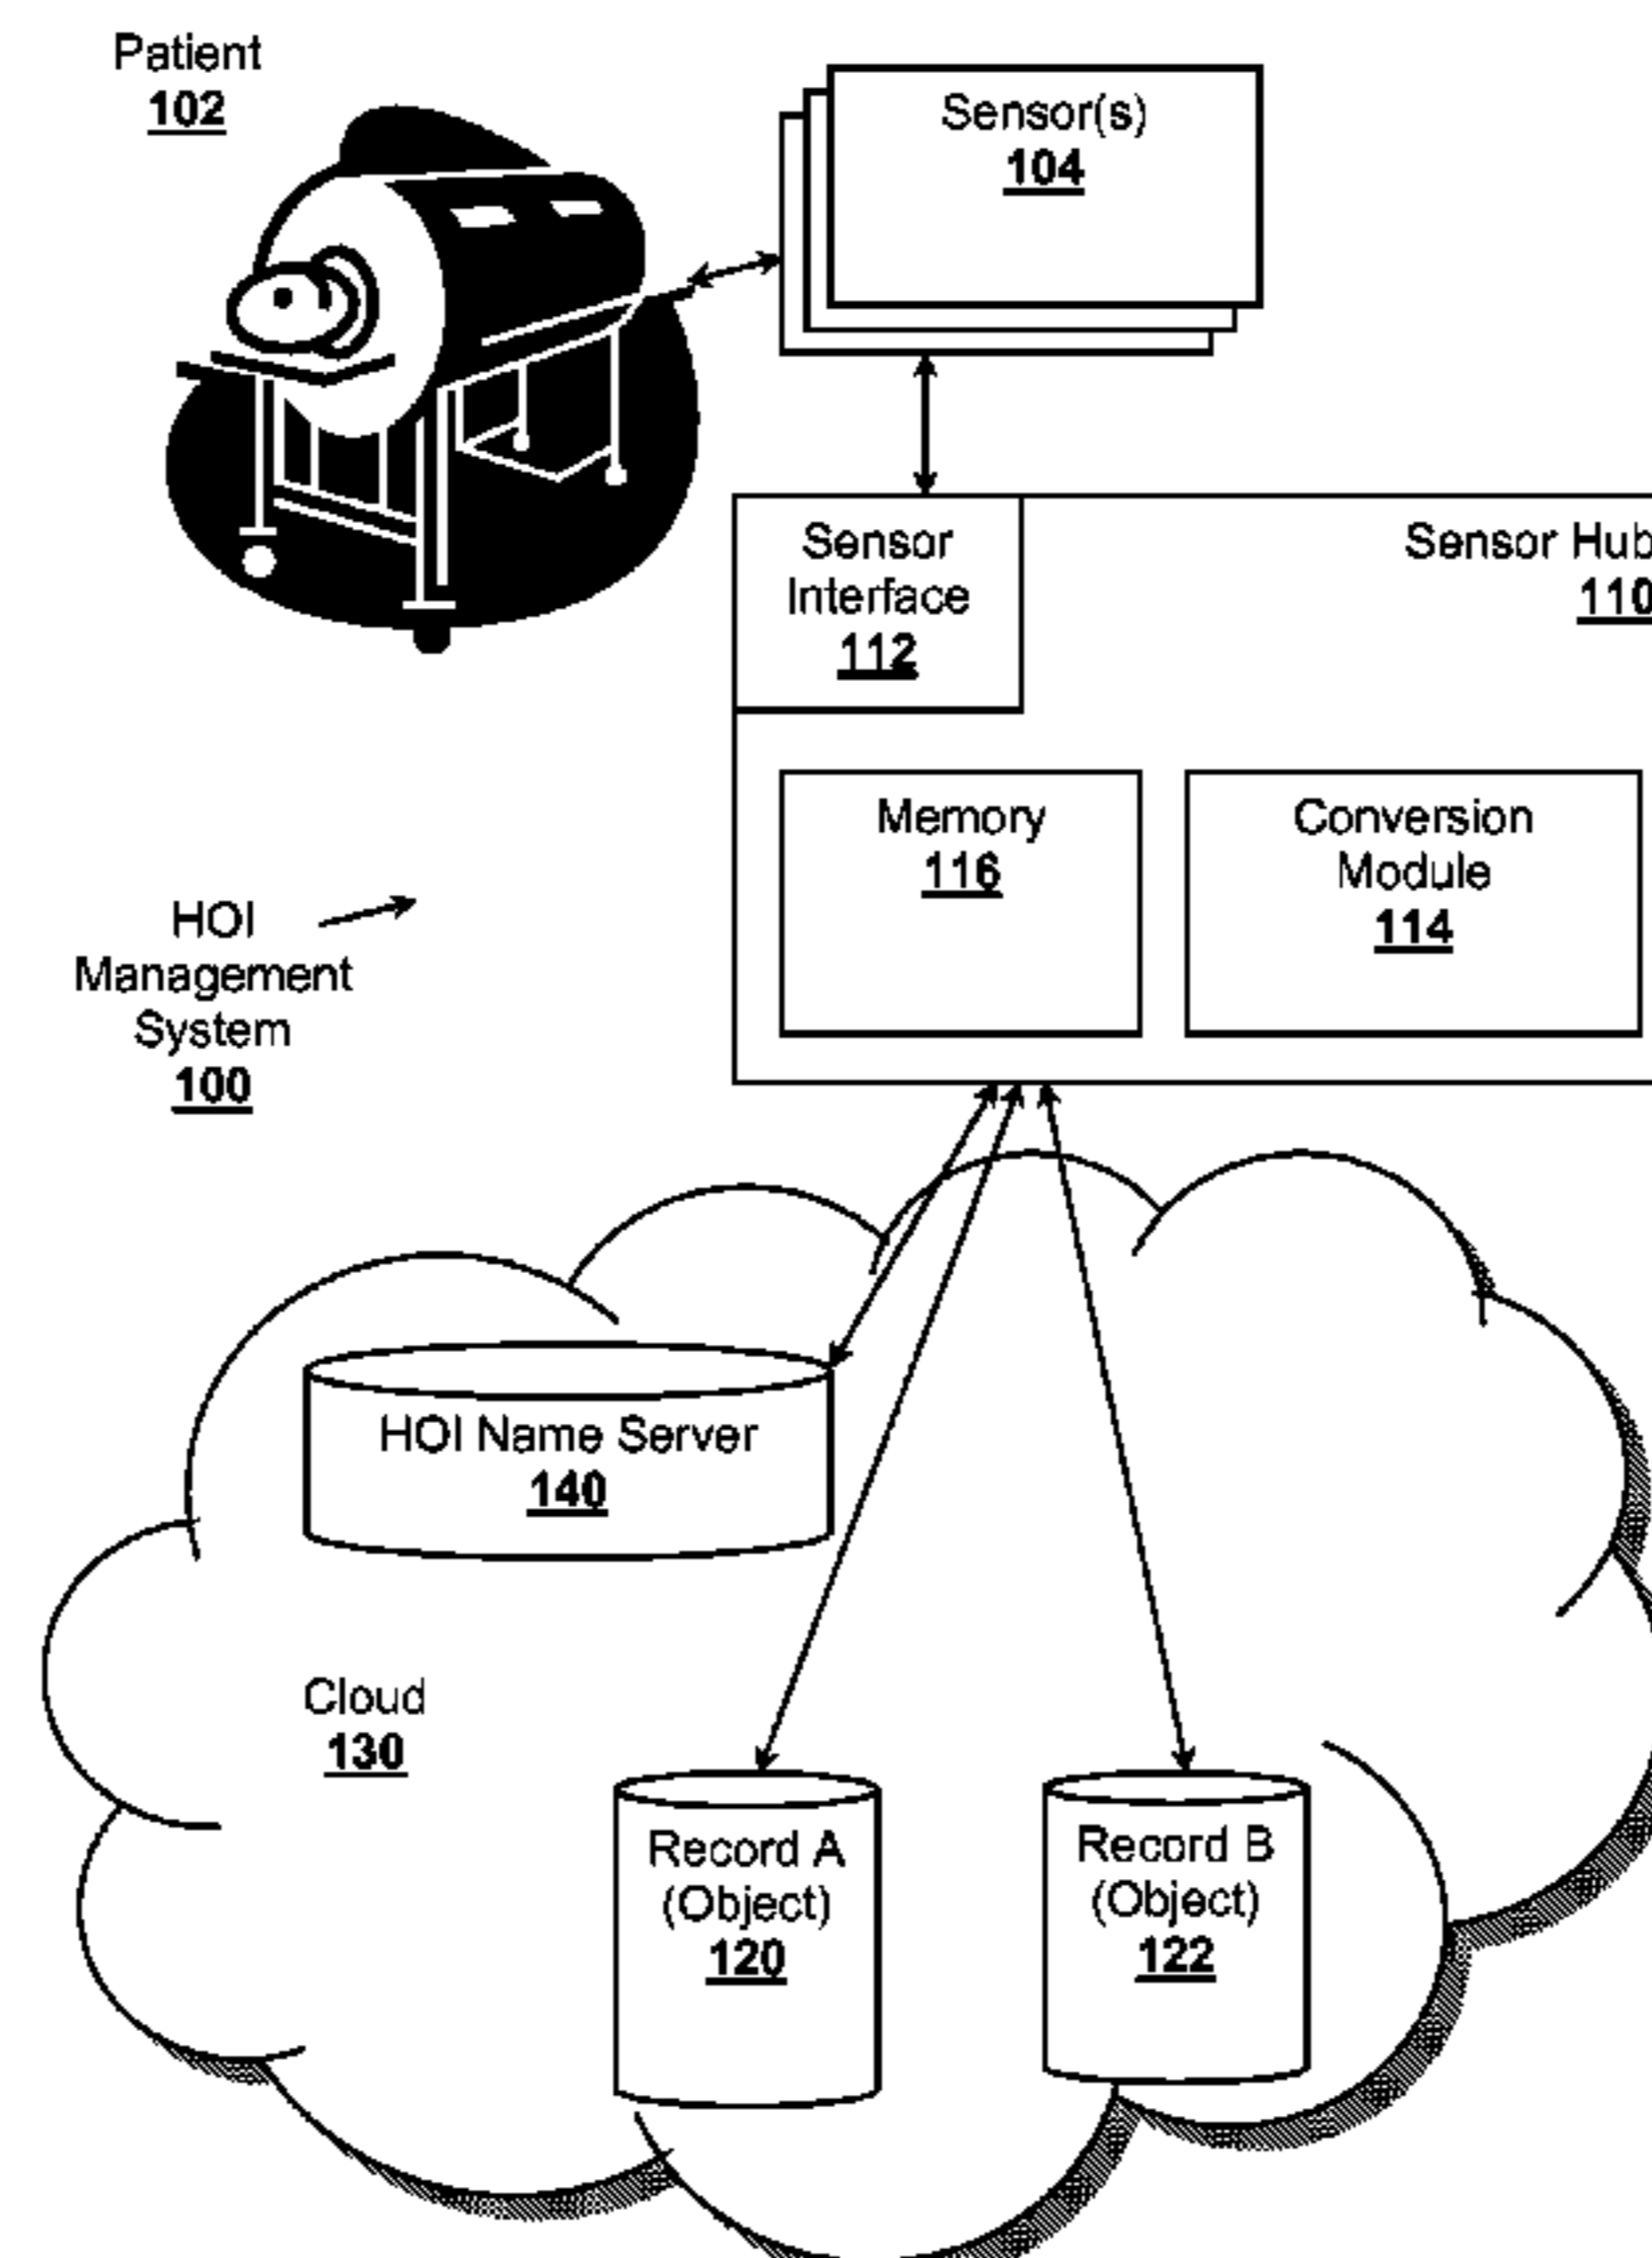 Patient
102
Sensor(s)
104
Sensor
Interface
112
Sensor Hub
110
Memory
116
Conversion
Module
114
HOI
Management
System
100
HOI Name Server
140
Cloud
130
Record A
(Object)
120
Record B
(Object)
122